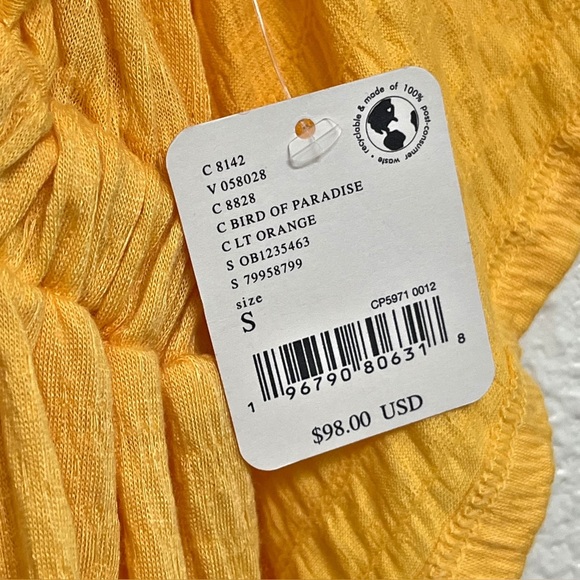 recyclable & made of 100% post-consumer waste •
C 8142
V 058028
C 8828
C BIRD OF PARADISE
C LT ORANGE
S OB1235463
S 79958799
size
S
CP5971 0012
1 96790 80631 8
$98.00 USD